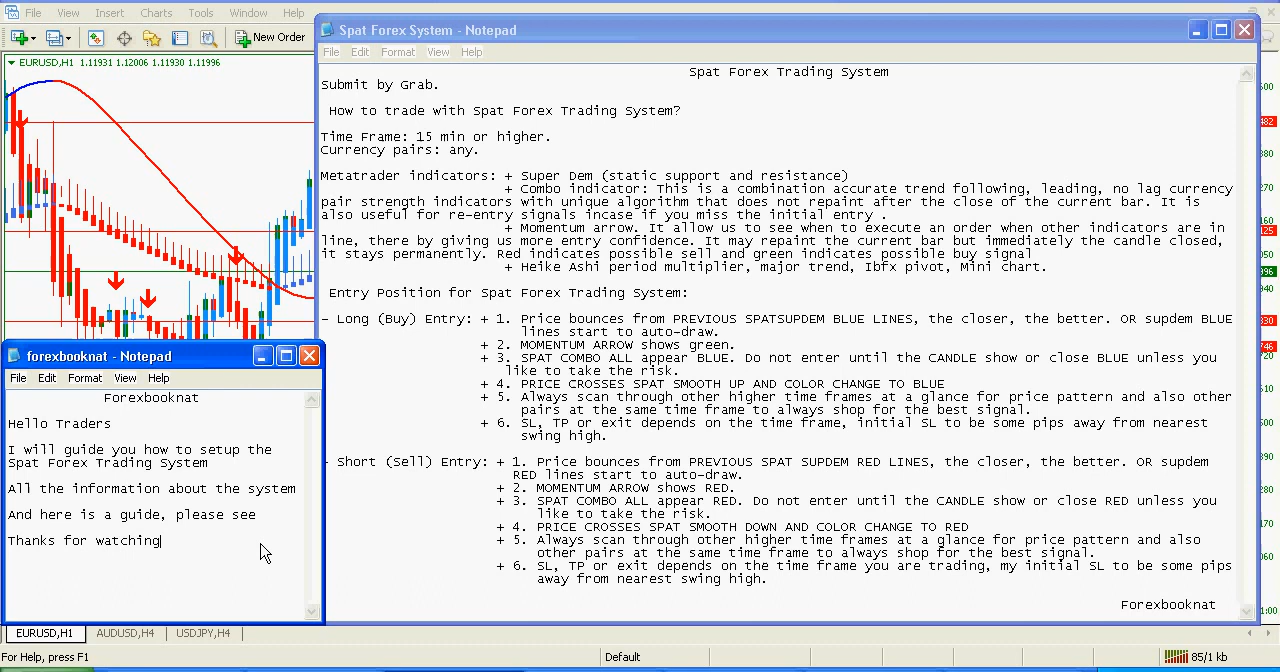 File View Insert Charts Tools Window Help
New Order
EURUSD,H1 1.11931 1.12006 1.11930 1.11996
Spat Forex System - Notepad
File Edit Format View Help
Spat Forex Trading System
Submit by Grab.
How to trade with Spat Forex Trading System?
Time Frame: 15 min or higher.
Currency pairs: any.
Metatrader indicators: + Super Dem (static support and resistance)
+ Combo indicator: This is a combination accurate trend following, leading, no lag currency
pair strength indicators with unique algorithm that does not repaint after the close of the current bar. It is
also useful for re-entry signals incase if you miss the initial entry .
+ Momentum arrow. It allow us to see when to execute an order when other indicators are in
line, there by giving us more entry confidence. It may repaint the current bar but immediately the candle closed,
it stays permanently. Red indicates possible sell and green indicates possible buy signal
+ Heike Ashi period multiplier, major trend, Ibfx pivot, Mini chart.
Entry Position for Spat Forex Trading System:
- Long (Buy) Entry: + 1. Price bounces from PREVIOUS SPATSUPDEM BLUE LINES, the closer, the better. OR supdem BLUE
lines start to auto-draw.
+ 2. MOMENTUM ARROW shows green.
+ 3. SPAT COMBO ALL appear BLUE. Do not enter until the CANDLE show or close BLUE unless you
like to take the risk.
+ 4. PRICE CROSSES SPAT SMOOTH UP AND COLOR CHANGE TO BLUE
+ 5. Always scan through other higher time frames at a glance for price pattern and also other
pairs at the same time frame to always shop for the best signal.
+ 6. SL, TP or exit depends on the time frame, initial SL to be some pips away from nearest
swing high.
- Short (Sell) Entry: + 1. Price bounces from PREVIOUS SPAT SUPDEM RED LINES, the closer, the better. OR supdem
RED lines start to auto-draw.
+ 2. MOMENTUM ARROW shows RED.
+ 3. SPAT COMBO ALL appear RED. Do not enter until the CANDLE show or close RED unless you
like to take the risk.
+ 4. PRICE CROSSES SPAT SMOOTH DOWN AND COLOR CHANGE TO RED
+ 5. Always scan through other higher time frames at a glance for price pattern and also
other pairs at the same time frame to always shop for the best signal.
+ 6. SL, TP or exit depends on the time frame you are trading, my initial SL to be some pips
away from nearest swing high.
Forexbooknat
forexbooknat - Notepad
File Edit Format View Help
Forexbooknat
Hello Traders
I will guide you how to setup the
Spat Forex Trading System
All the information about the system
And here is a guide, please see
Thanks for watching
EURUSD,H1 AUDUSD,H4 USDJPY,H4
For Help, press F1
Default
85/1 kb